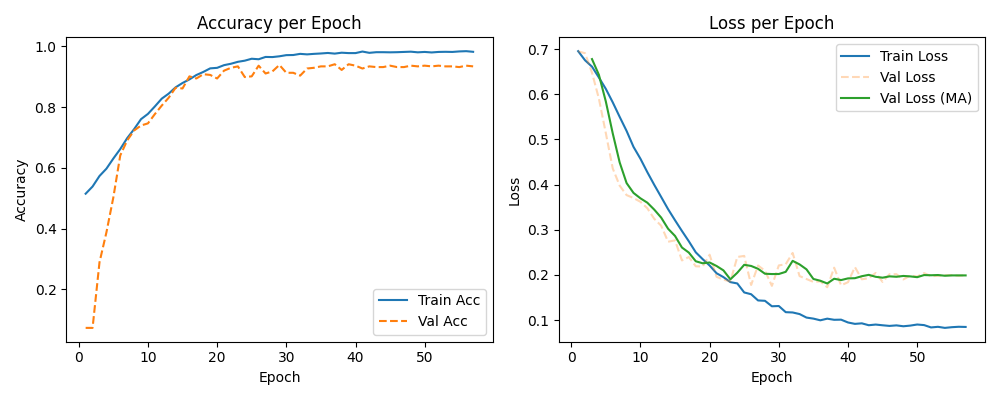 Accuracy per Epoch
1.0
0.8
0.6
0.4
0.2
Accuracy
0
10
20
30
40
50
Epoch
Train Acc
Val Acc
Loss per Epoch
0.7
0.6
0.5
0.4
0.3
0.2
0.1
Loss
0
10
20
30
40
50
Epoch
Train Loss
Val Loss
Val Loss (MA)